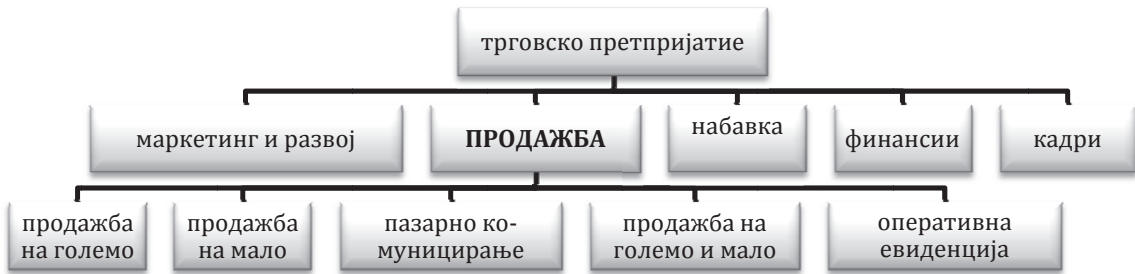 трговско претпријатие
маркетинг и развој
ПРОДАЖБА
набавка
финансии
кадри
продажба
на големо
продажба
на мало
пазарно ко-
муницирање
продажба на
големо и мало
оперативна
евиденција